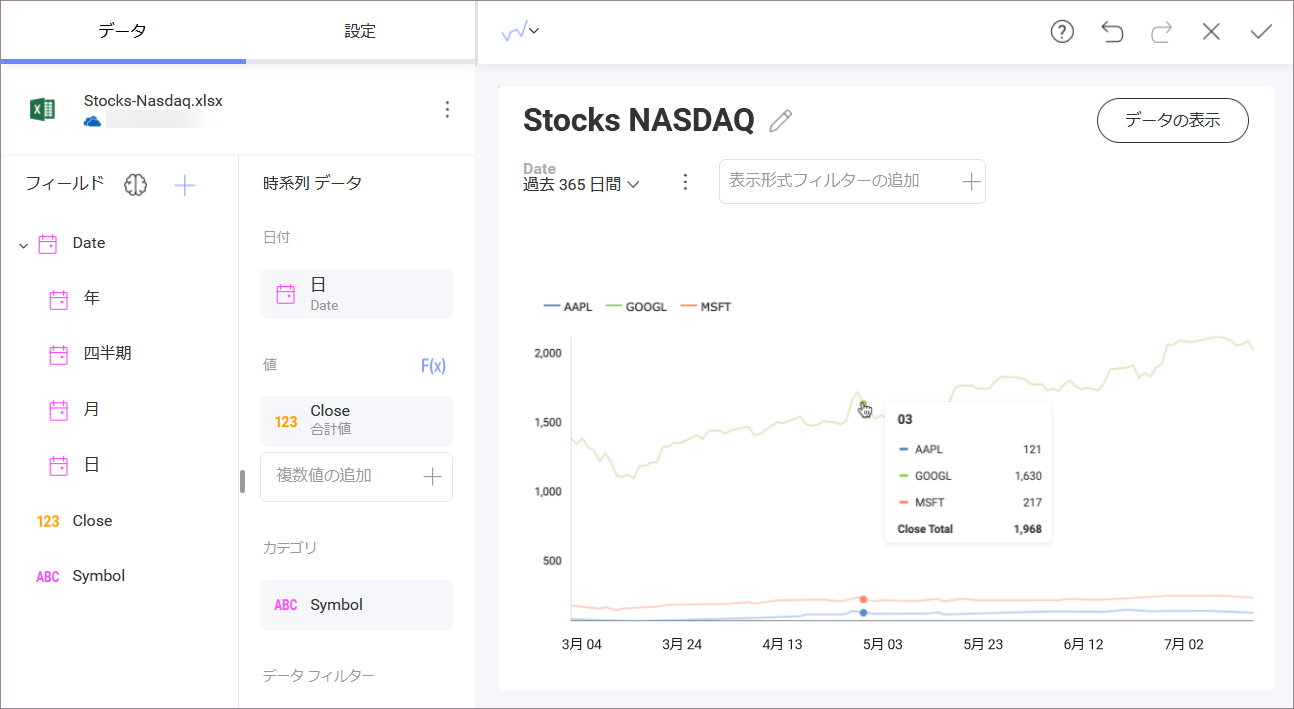 データ
設定
Stocks-Nasdaq.xlsx
フィールド
Date
年
四半期
月
日
123 Close
ABC Symbol
時系列 データ
日付
日
Date
値 F(x)
123 Close
合計値
複数値の追加
カテゴリ
ABC Symbol
データ フィルター
Stocks NASDAQ
データの表示
Date
過去 365 日間
表示形式フィルターの追加
AAPL GOOGL MSFT
2,000
1,500
1,000
500
03
AAPL 121
GOOGL 1,630
MSFT 217
Close Total 1,968
3月 04 3月 24 4月 13 5月 03 5月 23 6月 12 7月 02